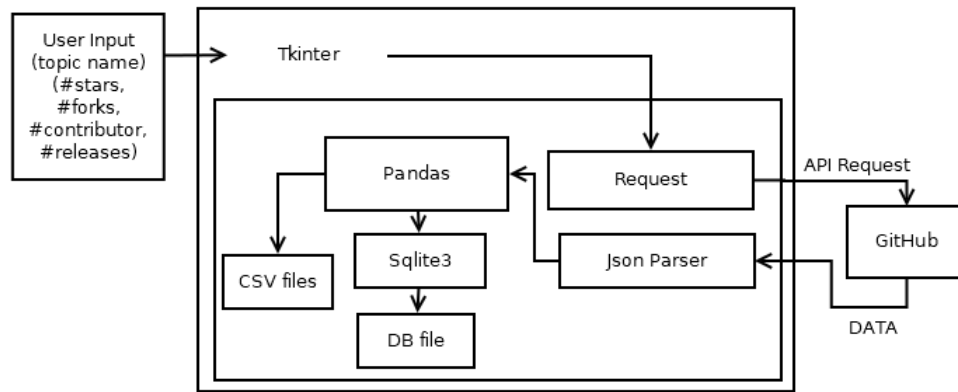 User Input
(topic name)
(#stars,
#forks,
#contributor,
#releases)
Tkinter
Pandas
Request
API Request
GitHub
CSV files
Sqlite3
Json Parser
DB file
DATA